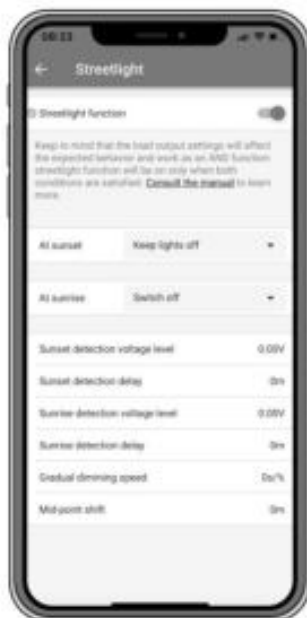 08:33
← Streetlight
Streetlight function
Keep in mind that the load output settings will affect
the expected behavior and work as an AND function
streetlight function will be on only when both
conditions are satisfied. Consult the manual to learn
more.
At sunset Keep lights off
At sunrise Switch off
Sunset detection voltage level 0.00V
Sunset detection delay 0m
Sunrise detection voltage level 0.00V
Sunrise detection delay 0m
Gradual dimming speed 0s/%
Mid-point shift 0m